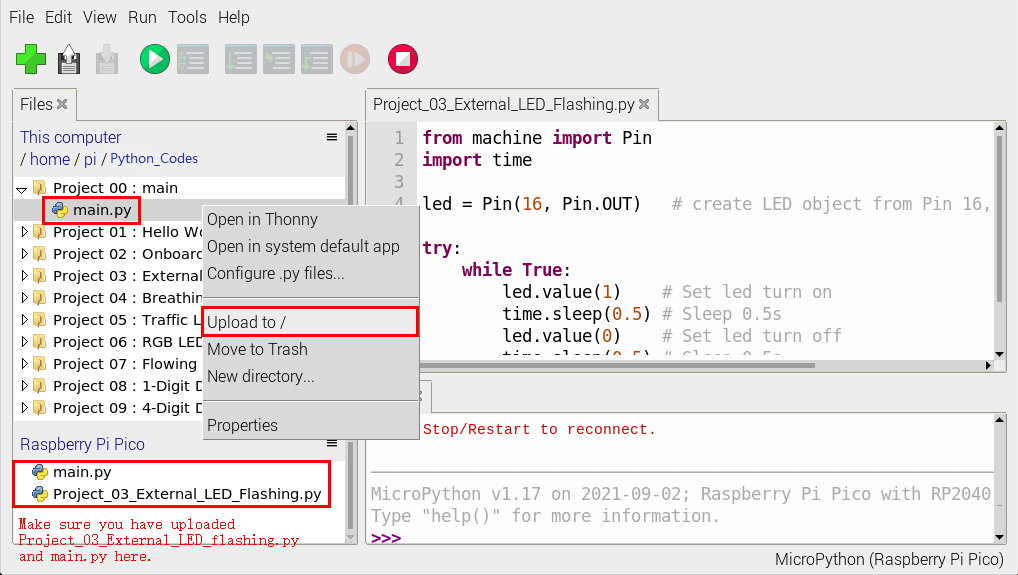 File Edit View Run Tools Help
Files
This computer
/ home / pi / Python_Codes
Project 00 : main
main.py
Project 01 : Hello
Project 02 : Onboard
Project 03 : External
Project 04 : Breathin
Project 05 : Traffic
Project 06 : RGB LED
Project 07 : Flowing
Project 08 : 1-Digit
Project 09 : 4-Digit
Open in Thonny
Open in system default app
Configure .py files...
Upload to /
Move to Trash
New directory...
Properties
Raspberry Pi Pico
main.py
Project_03_External_LED_Flashing.py
Make sure you have uploaded
Project_03_External_LED_flashing.py
and main.py here.
Project_03_External_LED_Flashing.py
1 from machine import Pin
2 import time
3
4 led = Pin(16, Pin.OUT) # create LED object from Pin 16,
try:
while True:
led.value(1) # Set led turn on
time.sleep(0.5) # Sleep 0.5s
led.value(0) # Set led turn off
time.sleep(0.5) # Sleep 0.5s
Stop/Restart to reconnect.
MicroPython v1.17 on 2021-09-02; Raspberry Pi Pico with RP2040
Type "help()" for more information.
>>>
MicroPython (Raspberry Pi Pico)